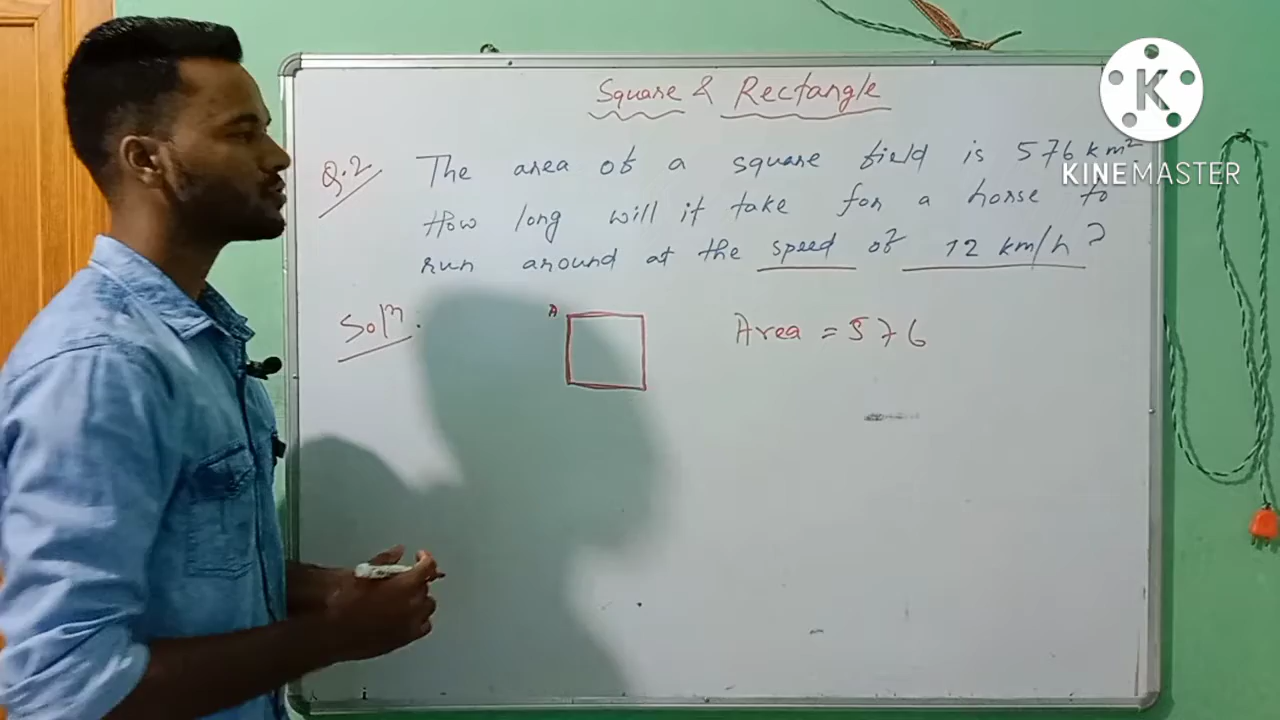 Square & Rectangle
Q.2 The area of a square field is 576 km²
How long will it take for a horse to
run around at the speed of 12 km/h?
Soln. A Area = 576
K
KINEMASTER